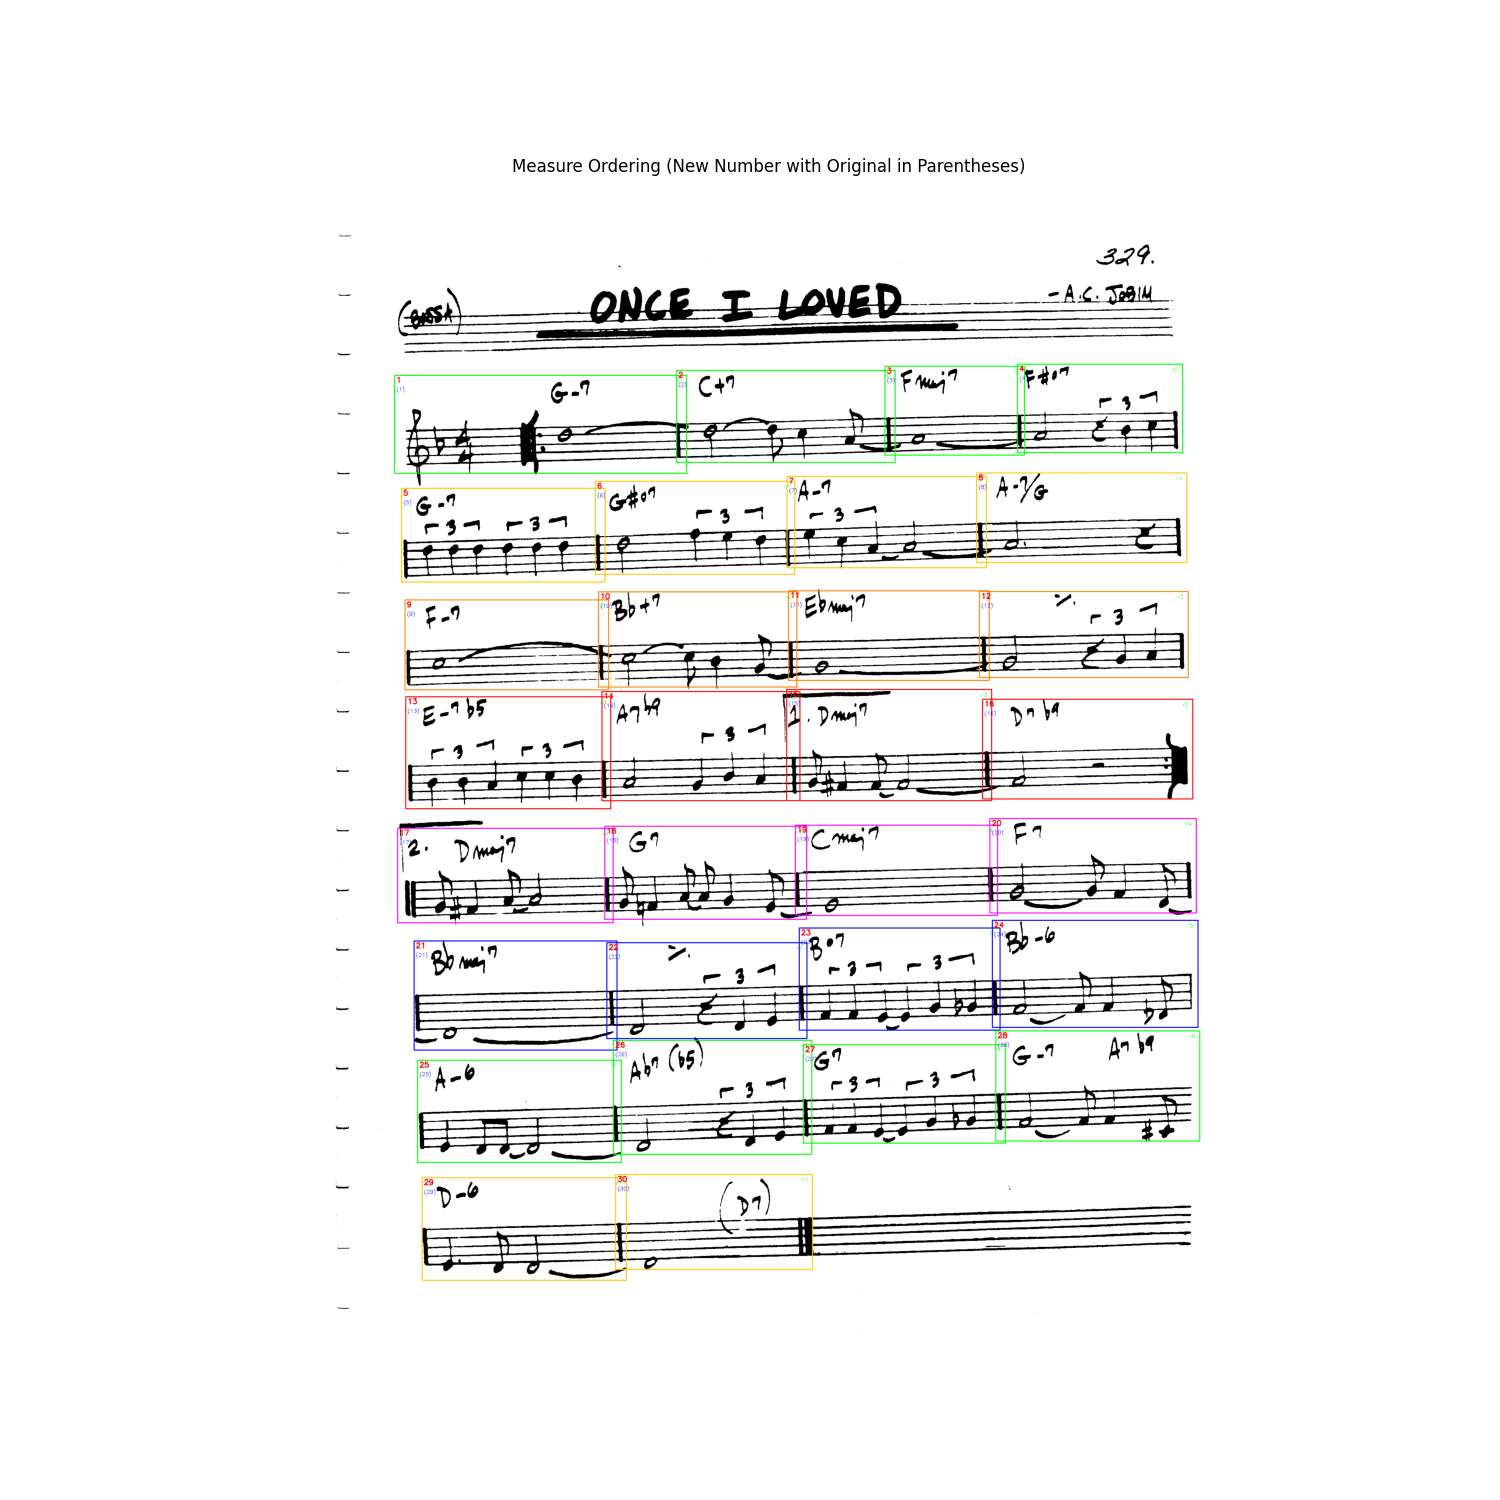 Measure Ordering (New Number with Original in Parentheses)
329.
(BOSSA) ONCE I LOVED - A.C. JOBIM
1 2 3 4
(1) (2) (3)
G-7 C+7 Fmaj7 F#o7
3
5 6 7 8
(5) (6) (7) (8)
G-7 G#o7 A-7 A-7/G
3 3 3 3
9 10 11 12
(9) (10) (11) (12)
F-7 Bb+7 Ebmaj7 %
3
13 14 16
(13) (14) (15) (16)
E-7b5 A7b9 1. Dmaj7 D7b9
3 3 3
17 18 19 20
(18) (19) (20)
2. Dmaj7 G7 Cmaj7 F7
21 22 23 24
(21) (22) (24)
Bbmaj7 % Bo7 Bb-6
3 3 3
25 26 27 28
(25) (26) (28)
A-6 Ab7(b5) G7 G-7 A7b9
3 3 3
29 30
(29) (30)
D-6 (D7)